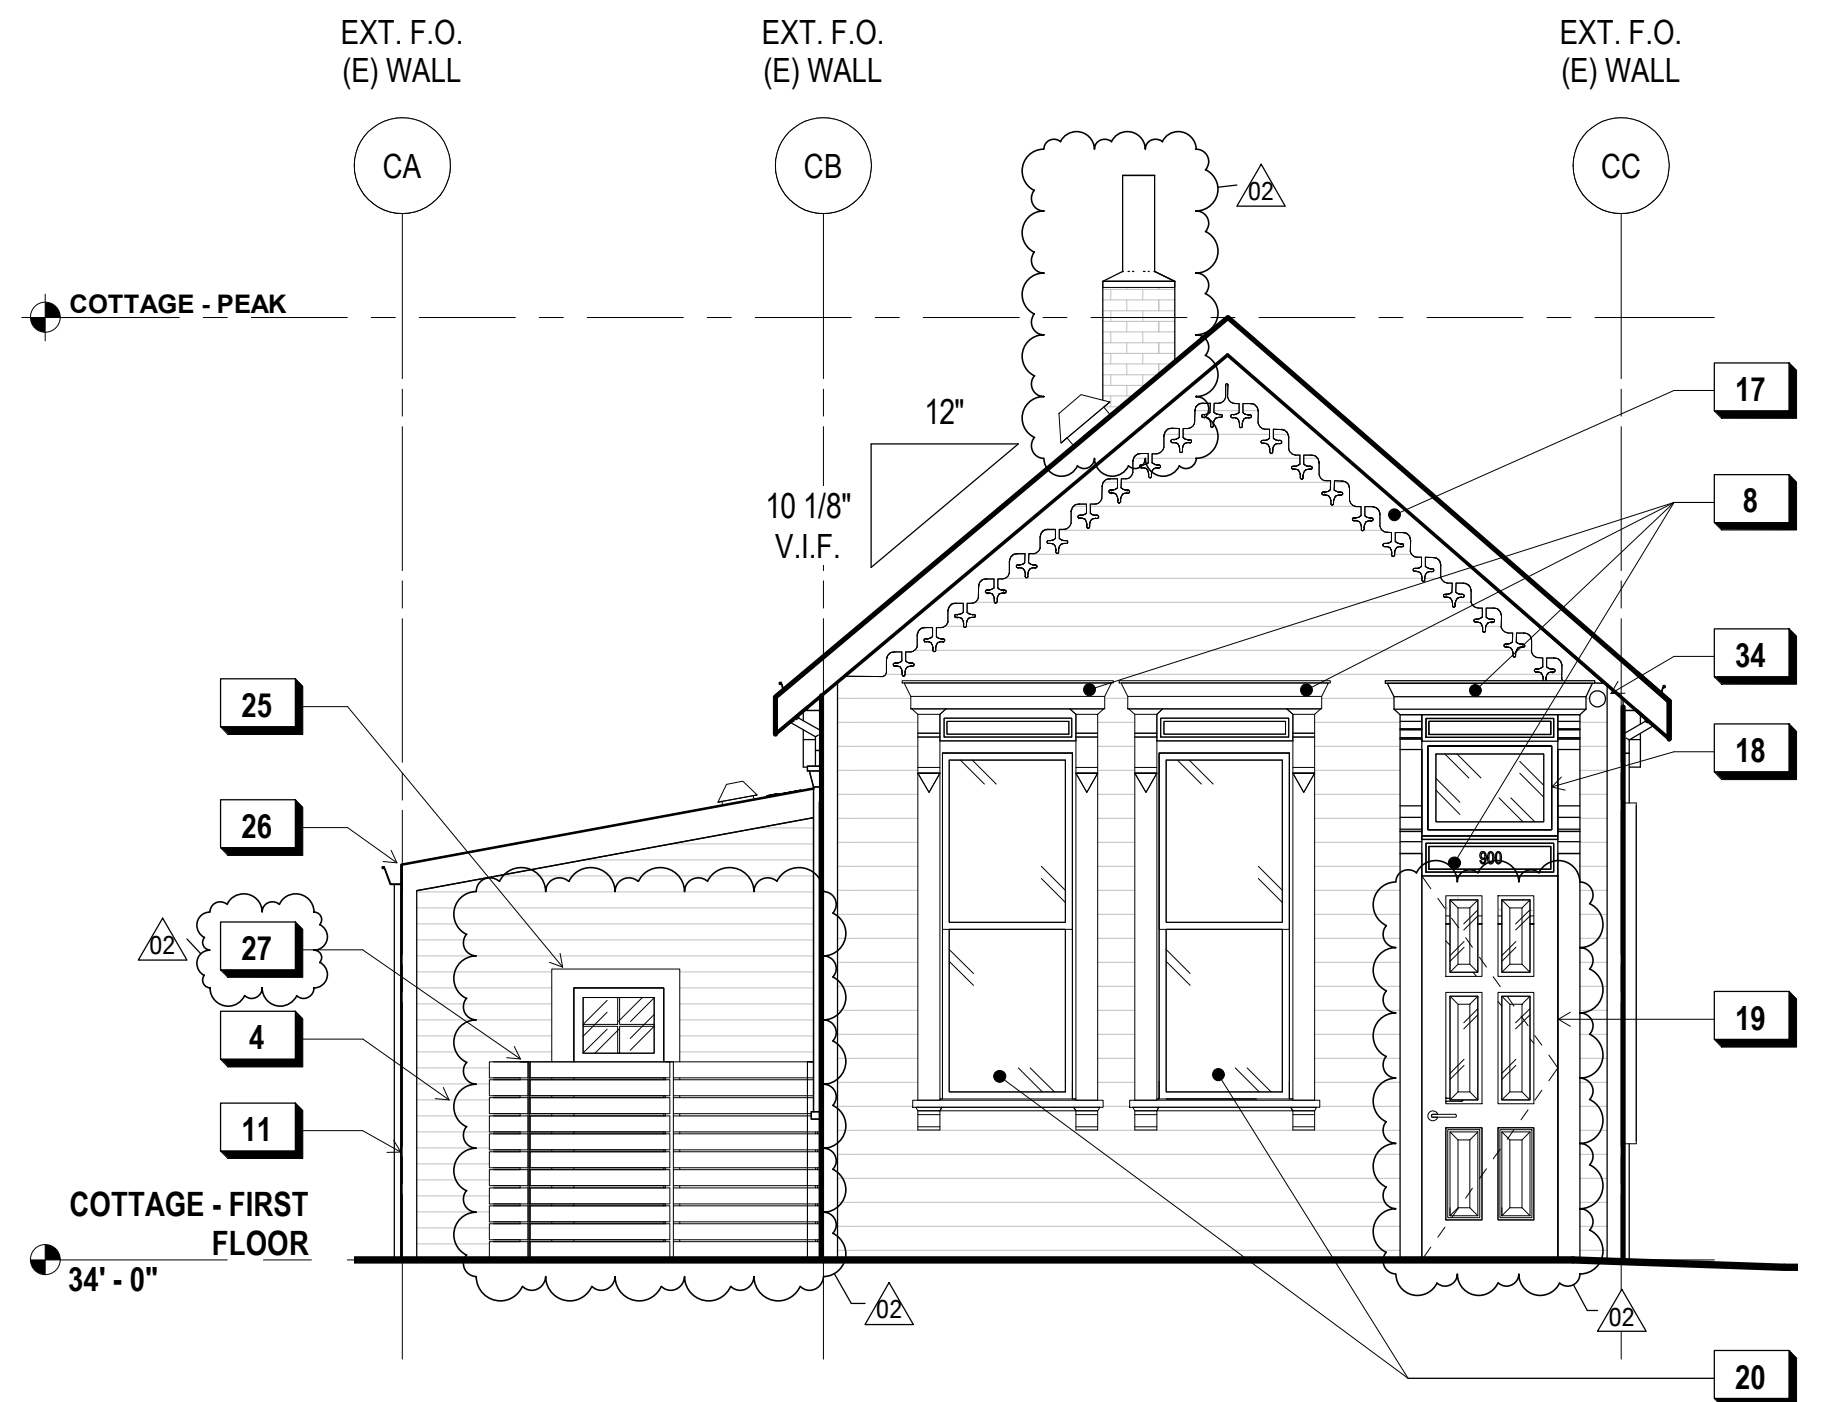 EXT. F.O.
(E) WALL
EXT. F.O.
(E) WALL
EXT. F.O.
(E) WALL
CA
CB
CC
02
COTTAGE - PEAK
17
12"
8
10 1/8"
V.I.F.
34
25
18
26
900
02
27
19
4
11
COTTAGE - FIRST
FLOOR
34' - 0"
02
02
20